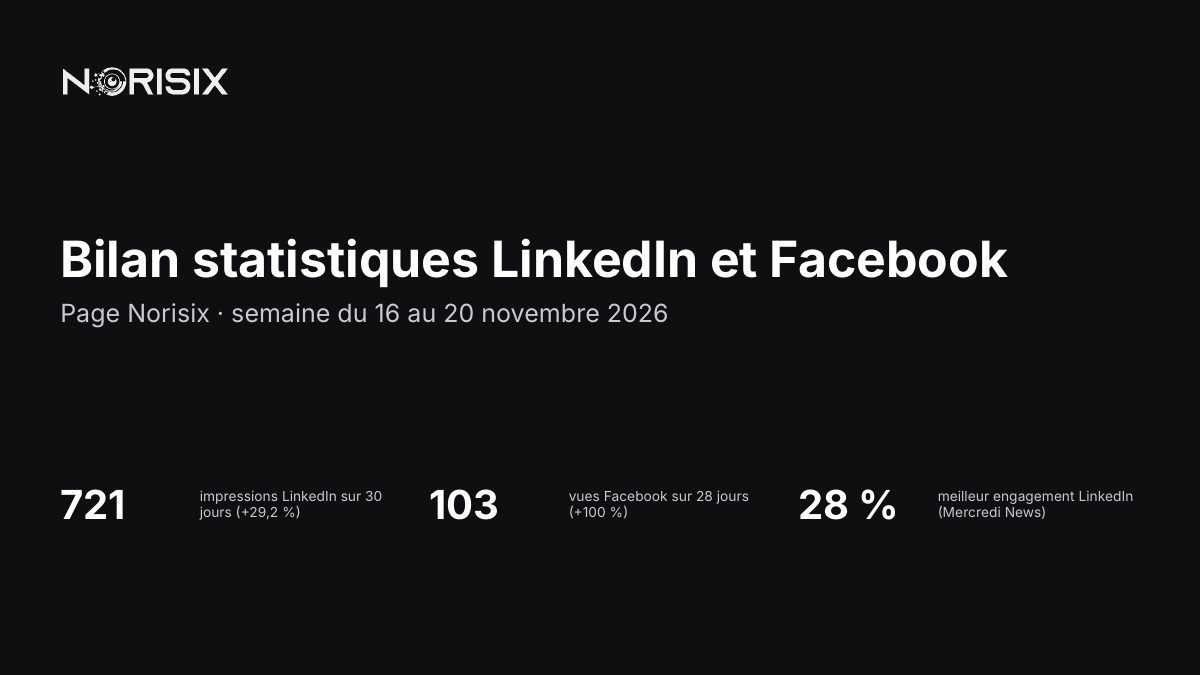 NORISIX
Bilan statistiques LinkedIn et Facebook
Page Norisix · semaine du 16 au 20 novembre 2026
721
impressions LinkedIn sur 30
jours (+29,2 %)
103
vues Facebook sur 28 jours
(+100 %)
28 %
meilleur engagement LinkedIn
(Mercredi News)